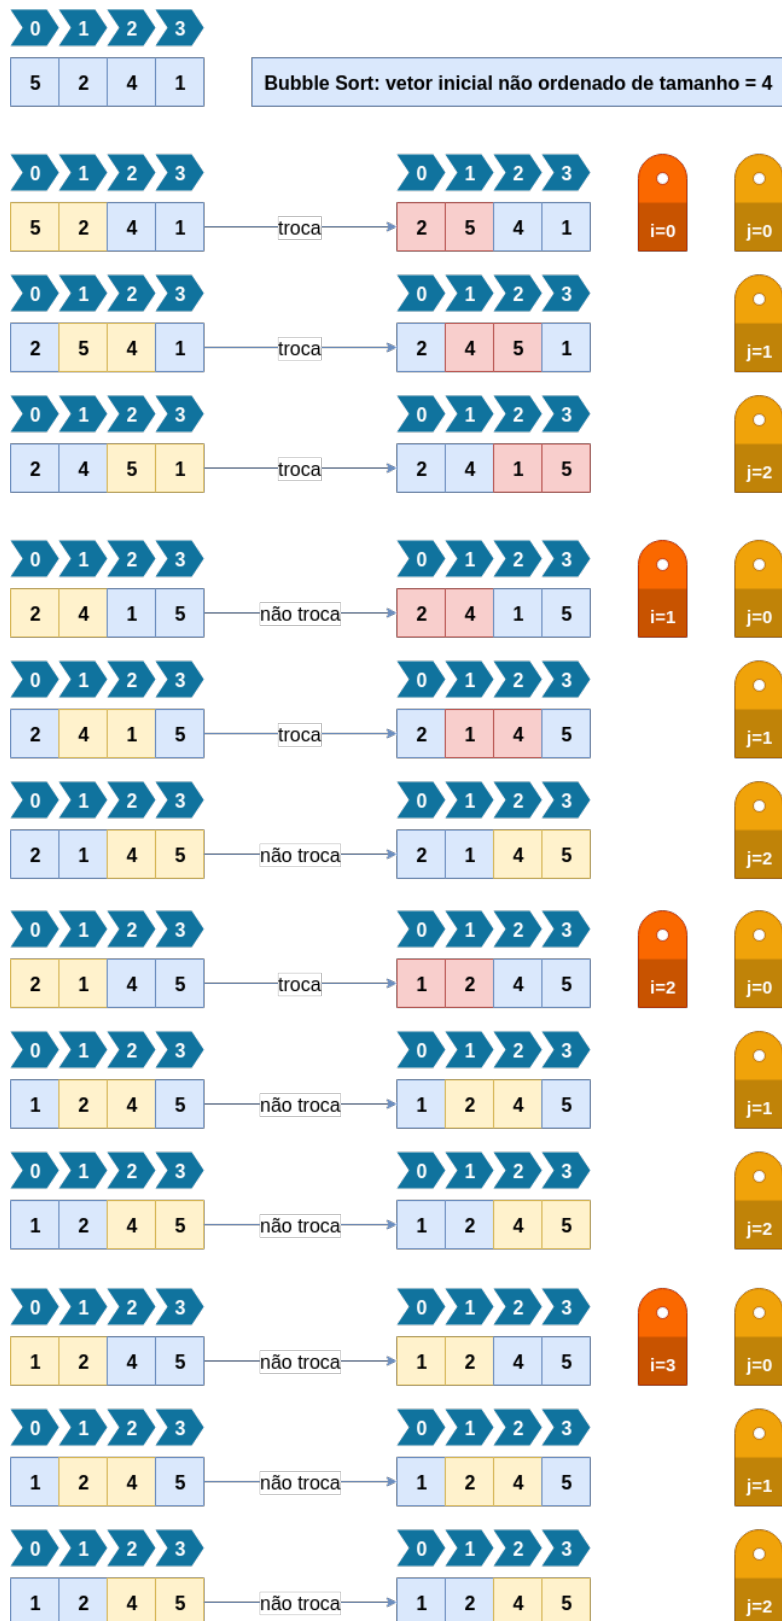 0 1 2 3
5 2 4 1
Bubble Sort: vetor inicial não ordenado de tamanho = 4
0 1 2 3 0 1 2 3
5 2 4 1 troca 2 5 4 1 i=0 j=0
0 1 2 3 0 1 2 3
2 5 4 1 troca 2 4 5 1 j=1
0 1 2 3 0 1 2 3
2 4 5 1 troca 2 4 1 5 j=2
0 1 2 3 0 1 2 3
2 4 1 5 não troca 2 4 1 5 i=1 j=0
0 1 2 3 0 1 2 3
2 4 1 5 troca 2 1 4 5 j=1
0 1 2 3 0 1 2 3
2 1 4 5 não troca 2 1 4 5 j=2
0 1 2 3 0 1 2 3
2 1 4 5 troca 1 2 4 5 i=2 j=0
0 1 2 3 0 1 2 3
1 2 4 5 não troca 1 2 4 5 j=1
0 1 2 3 0 1 2 3
1 2 4 5 não troca 1 2 4 5 j=2
0 1 2 3 0 1 2 3
1 2 4 5 não troca 1 2 4 5 i=3 j=0
0 1 2 3 0 1 2 3
1 2 4 5 não troca 1 2 4 5 j=1
0 1 2 3 0 1 2 3
1 2 4 5 não troca 1 2 4 5 j=2